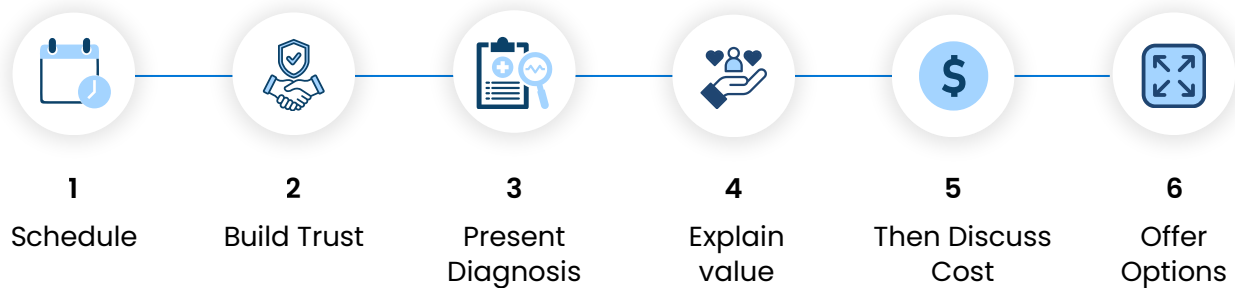 $
1
Schedule
2
Build Trust
3
Present
Diagnosis
4
Explain
value
5
Then Discuss
Cost
6
Offer
Options